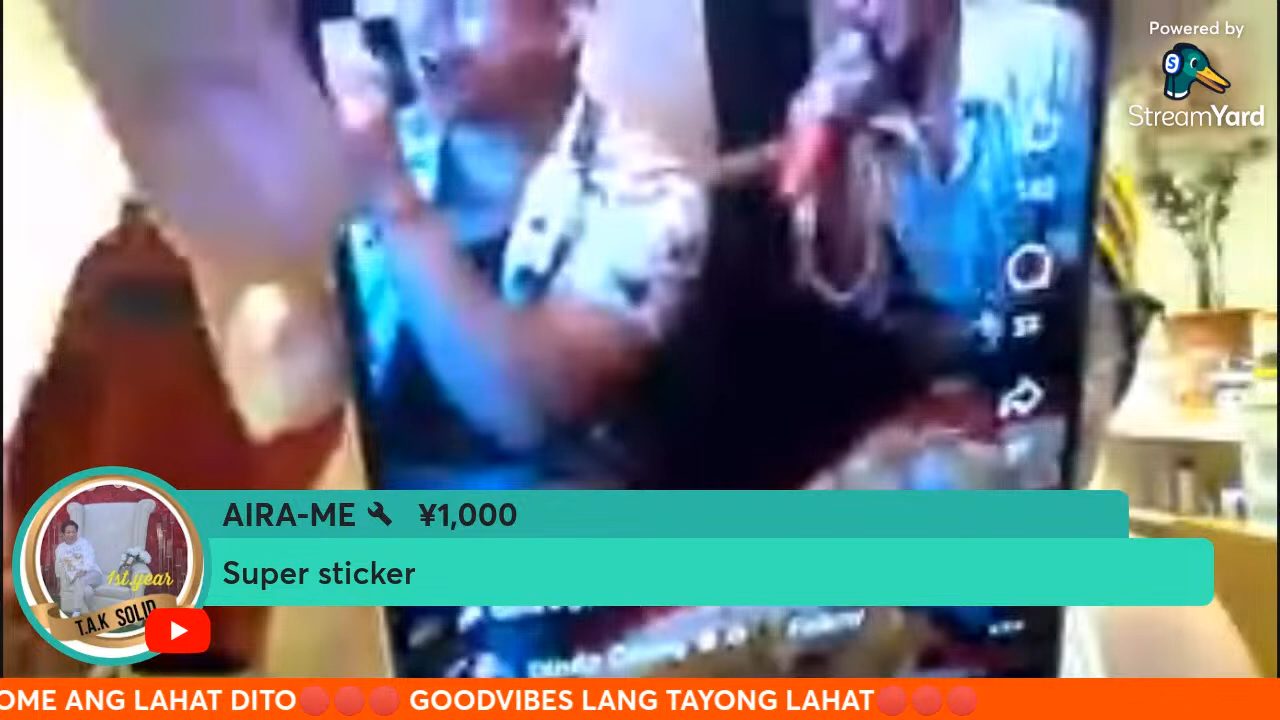 Powered by
StreamYard
AIRA-ME ¥1,000
Super sticker
1st.year
T.A.K SOLID
OME ANG LAHAT DITO🔴🔴🔴 GOODVIBES LANG TAYONG LAHAT🔴🔴🔴